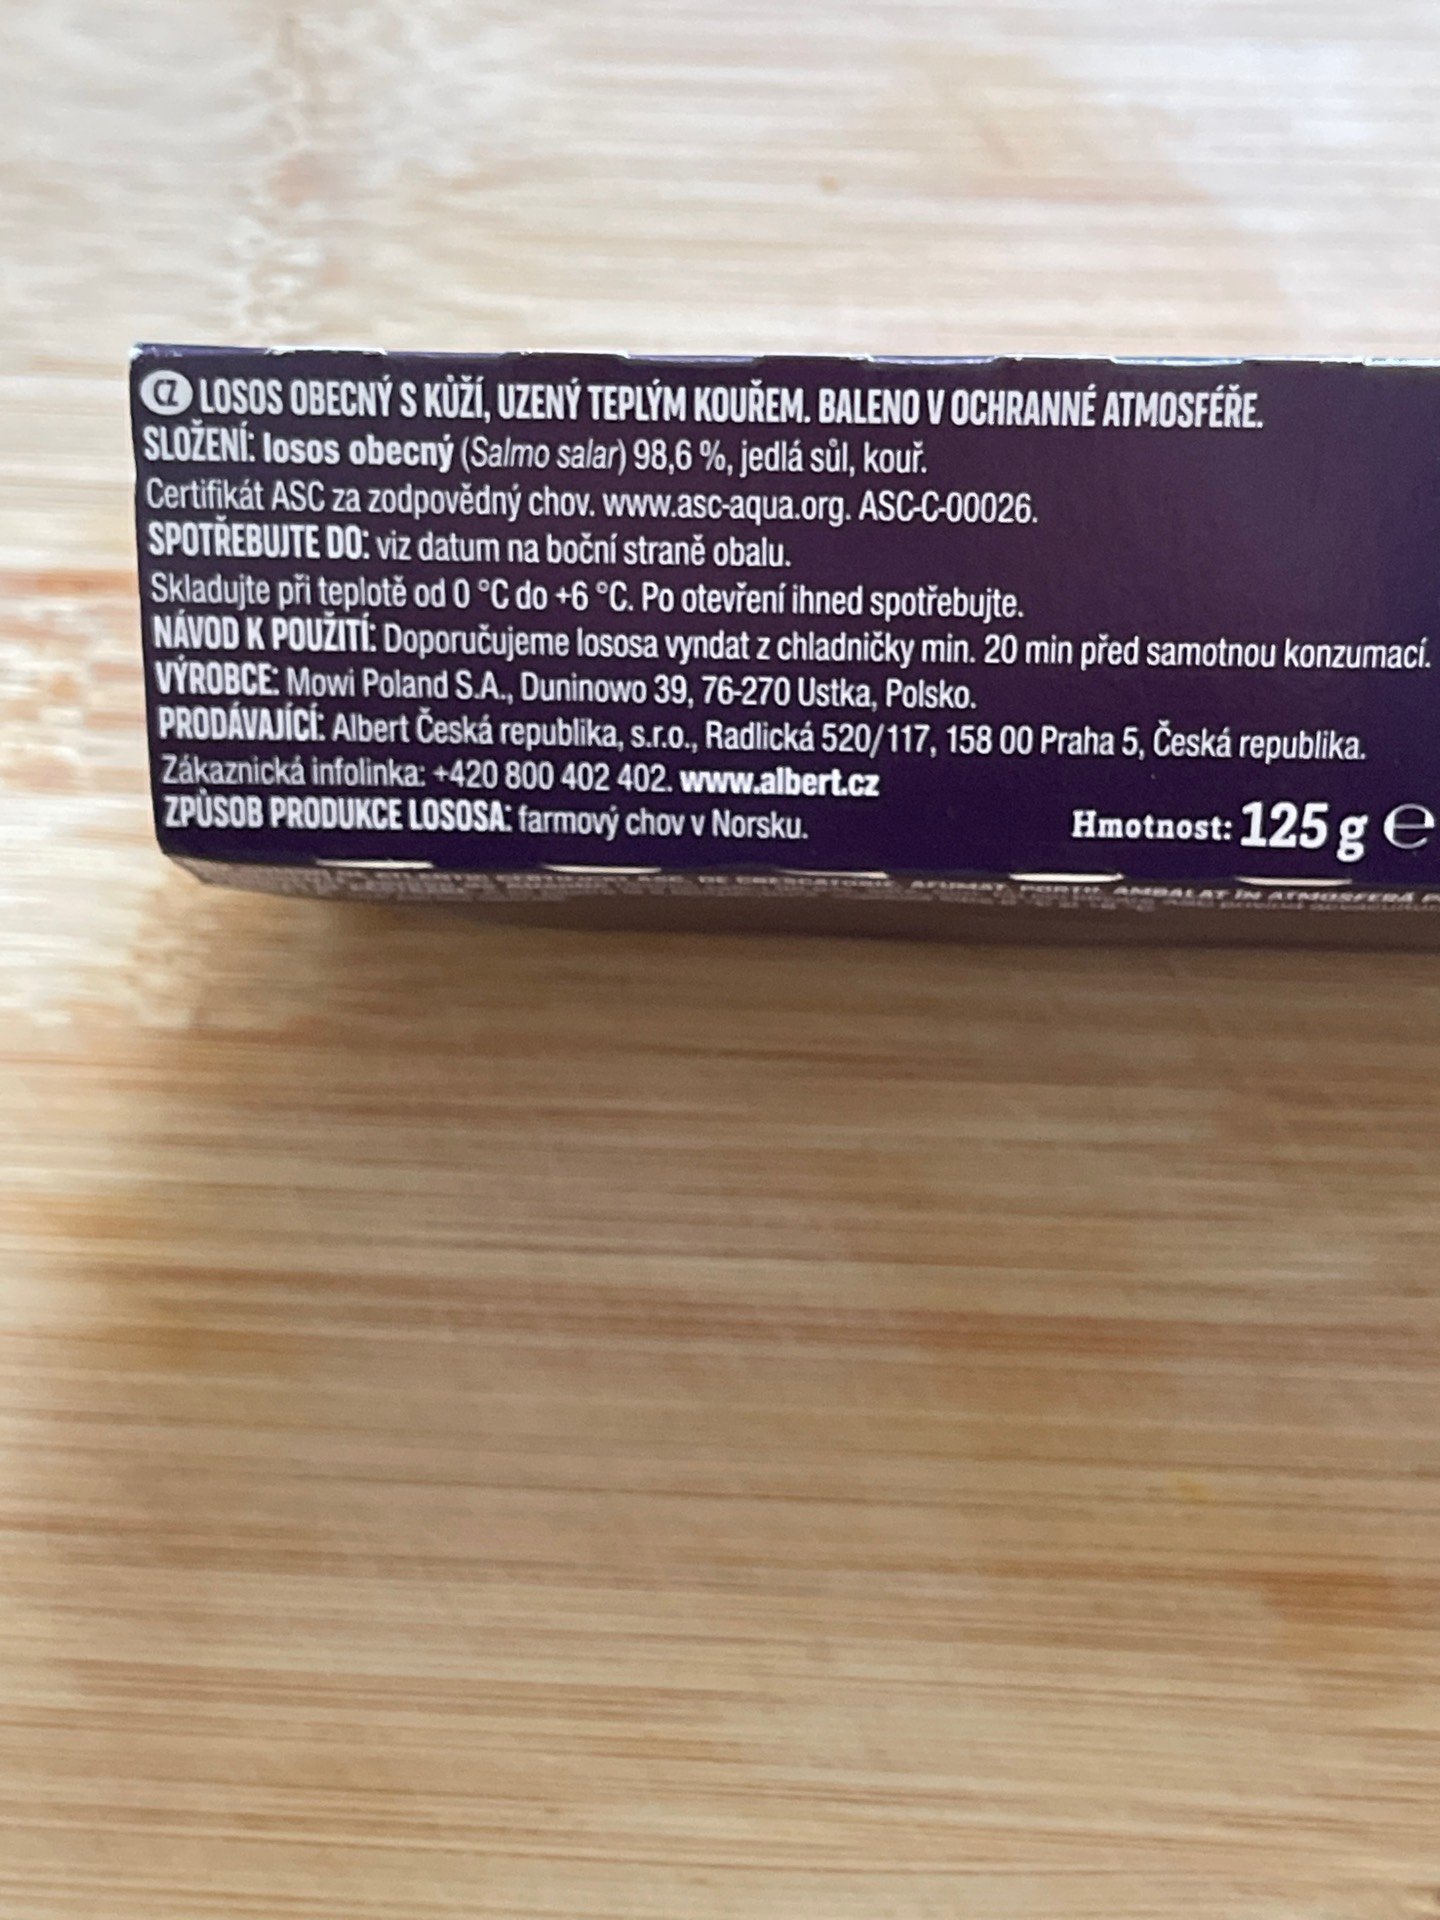 CZ LOSOS OBECNÝ S KŮŽÍ, UZENÝ TEPLÝM KOUŘEM. BALENO V OCHRANNÉ ATMOSFÉŘE.
SLOŽENÍ: losos obecný (Salmo salar) 98,6 %, jedlá sůl, kouř.
Certifikát ASC za zodpovědný chov. www.asc-aqua.org. ASC-C-00026.
SPOTŘEBUJTE DO: viz datum na boční straně obalu.
Skladujte při teplotě od 0 °C do +6 °C. Po otevření ihned spotřebujte.
NÁVOD K POUŽITÍ: Doporučujeme lososa vyndat z chladničky min. 20 min před samotnou konzumací.
VÝROBCE: Mowi Poland S.A., Duninowo 39, 76-270 Ustka, Polsko.
PRODÁVAJÍCÍ: Albert Česká republika, s.r.o., Radlická 520/117, 158 00 Praha 5, Česká republika.
Zákaznická infolinka: +420 800 402 402. www.albert.cz
ZPŮSOB PRODUKCE LOSOSA: farmový chov v Norsku.
Hmotnost: 125 g ℮
AFUMAT AMBALAT ÎN ATMOSFERĂ